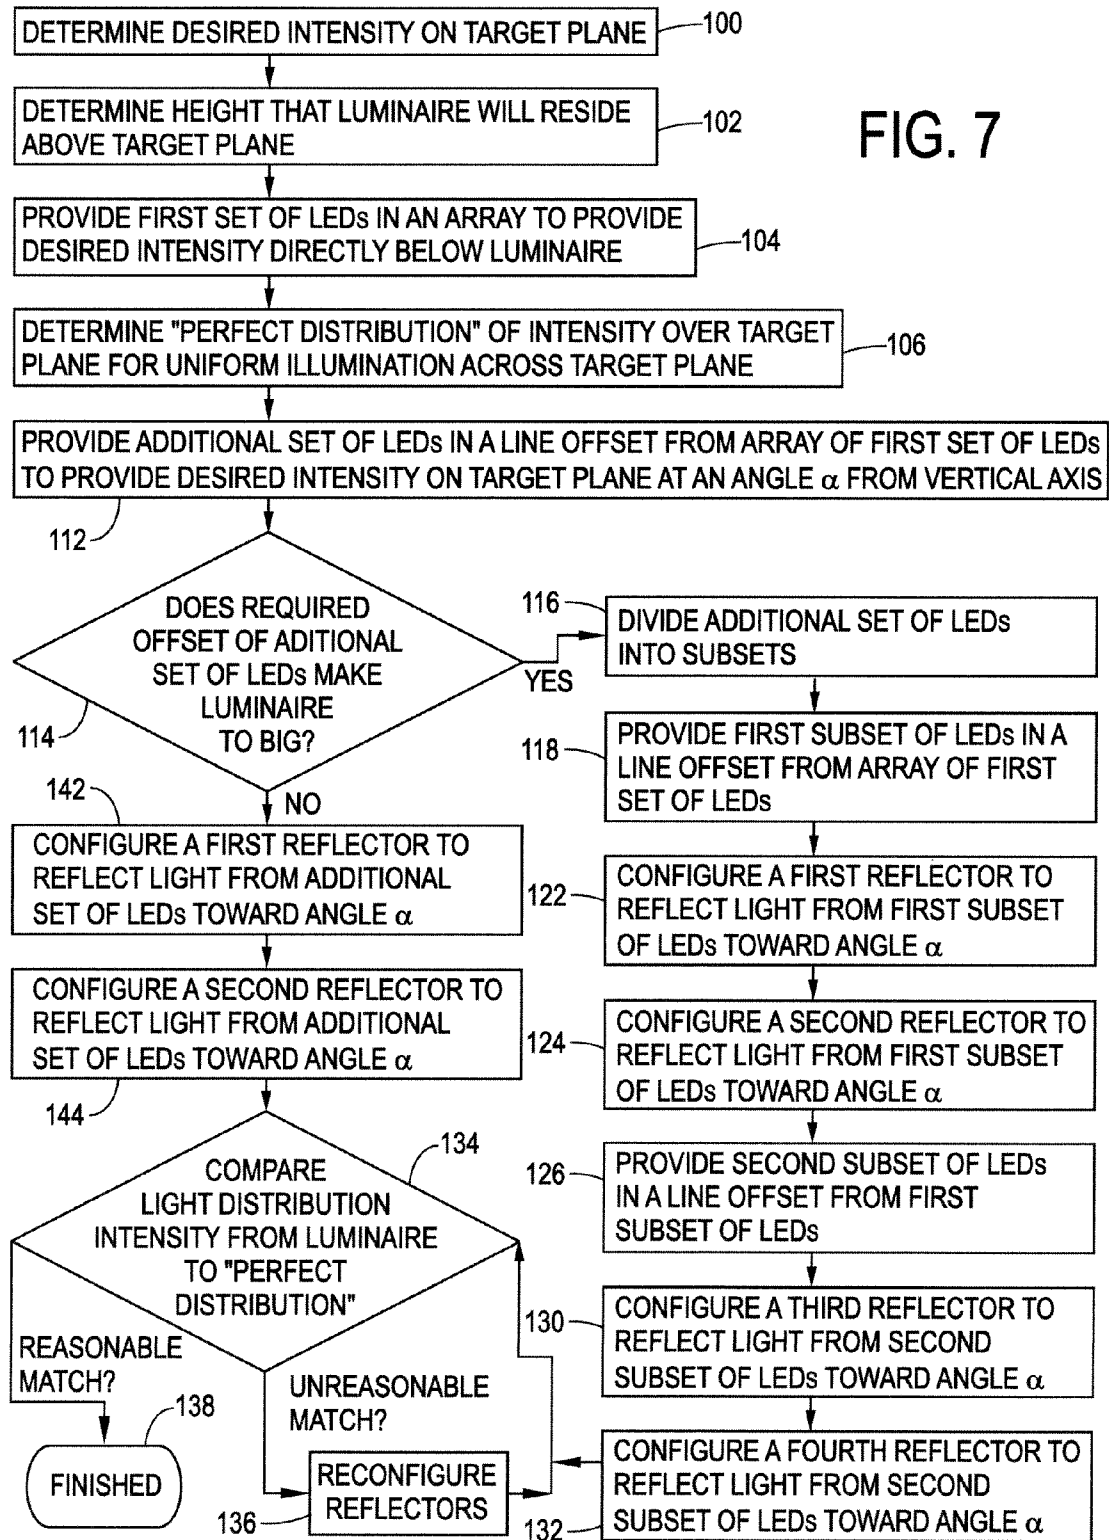 DETERMINE DESIRED INTENSITY ON TARGET PLANE
100
DETERMINE HEIGHT THAT LUMINAIRE WILL RESIDE
ABOVE TARGET PLANE
102
FIG. 7
PROVIDE FIRST SET OF LEDs IN AN ARRAY TO PROVIDE
DESIRED INTENSITY DIRECTLY BELOW LUMINAIRE
104
DETERMINE "PERFECT DISTRIBUTION" OF INTENSITY OVER TARGET
PLANE FOR UNIFORM ILLUMINATION ACROSS TARGET PLANE
106
PROVIDE ADDITIONAL SET OF LEDs IN A LINE OFFSET FROM ARRAY OF FIRST SET OF LEDs
TO PROVIDE DESIRED INTENSITY ON TARGET PLANE AT AN ANGLE α FROM VERTICAL AXIS
112
DOES REQUIRED
OFFSET OF ADITIONAL
SET OF LEDs MAKE
LUMINAIRE
TO BIG?
114
YES
NO
116
DIVIDE ADDITIONAL SET OF LEDs
INTO SUBSETS
118
PROVIDE FIRST SUBSET OF LEDs IN A
LINE OFFSET FROM ARRAY OF FIRST
SET OF LEDs
122
CONFIGURE A FIRST REFLECTOR TO
REFLECT LIGHT FROM FIRST SUBSET
OF LEDs TOWARD ANGLE α
124
CONFIGURE A SECOND REFLECTOR TO
REFLECT LIGHT FROM FIRST SUBSET
OF LEDs TOWARD ANGLE α
126
PROVIDE SECOND SUBSET OF LEDs
IN A LINE OFFSET FROM FIRST
SUBSET OF LEDs
130
CONFIGURE A THIRD REFLECTOR TO
REFLECT LIGHT FROM SECOND
SUBSET OF LEDs TOWARD ANGLE α
132
CONFIGURE A FOURTH REFLECTOR TO
REFLECT LIGHT FROM SECOND
SUBSET OF LEDs TOWARD ANGLE α
142
CONFIGURE A FIRST REFLECTOR TO
REFLECT LIGHT FROM ADDITIONAL
SET OF LEDs TOWARD ANGLE α
CONFIGURE A SECOND REFLECTOR TO
REFLECT LIGHT FROM ADDITIONAL
SET OF LEDs TOWARD ANGLE α
144
134
COMPARE
LIGHT DISTRIBUTION
INTENSITY FROM LUMINAIRE
TO "PERFECT
DISTRIBUTION"
REASONABLE
MATCH?
UNREASONABLE
MATCH?
138
FINISHED
RECONFIGURE
REFLECTORS
136